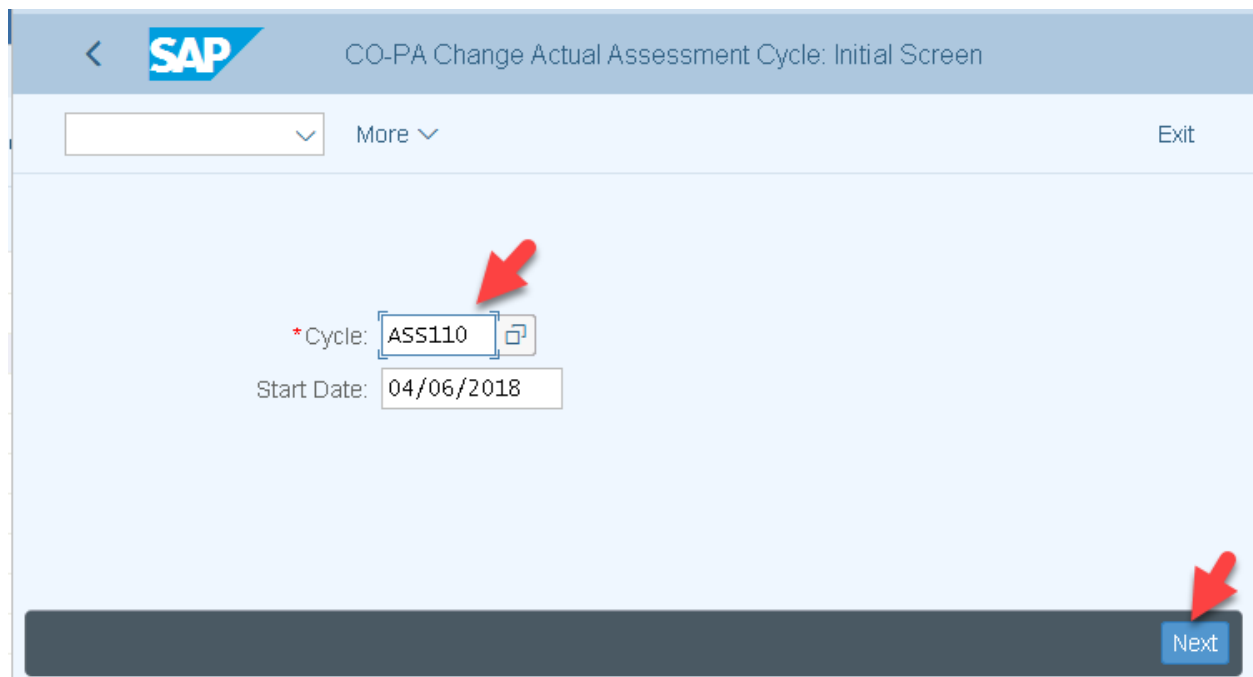 SAP CO-PA Change Actual Assessment Cycle: Initial Screen
More Exit
*Cycle: ASS110
Start Date: 04/06/2018
Next